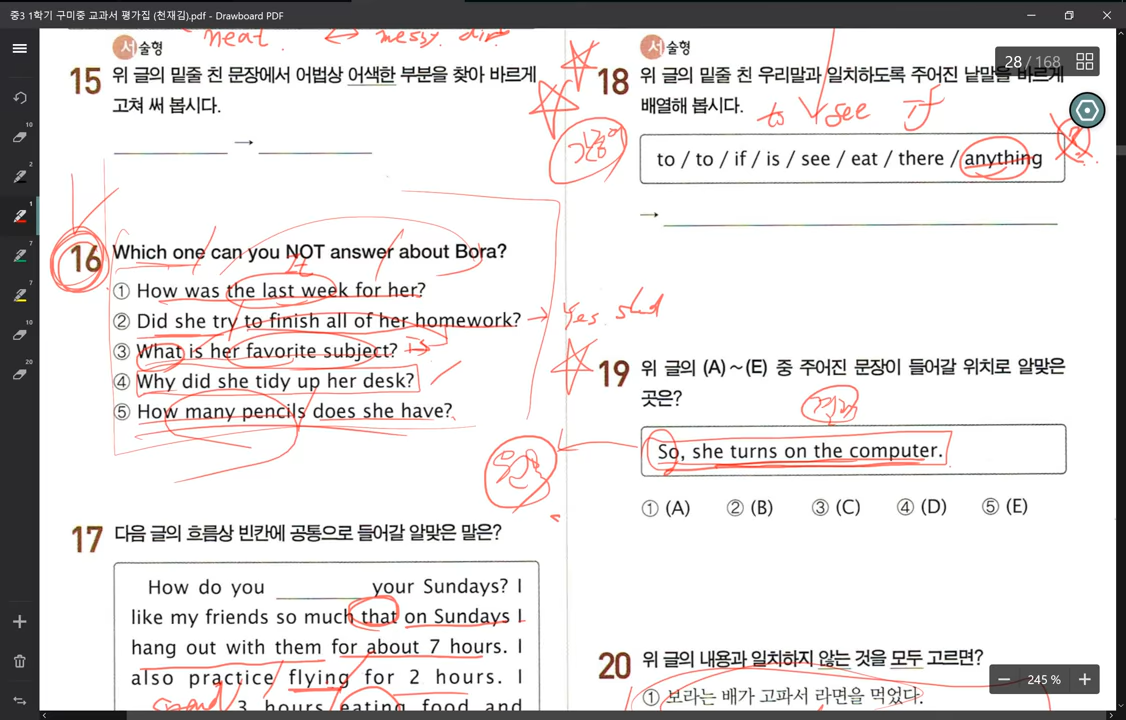 중3 1학기 구미중 교과서 평가집 (천재김).pdf - Drawboard PDF
28 / 168
neat. ↔ messy. dirt
서술형
15 위 글의 밑줄 친 문장에서 어법상 어색한 부분을 찾아 바르게
고쳐 써 봅시다.
→
16 Which one can you NOT answer about Bora?
① How was the last week for her?
② Did she try to finish all of her homework? → Yes. she d
③ What is her favorite subject?
④ Why did she tidy up her desk?
⑤ How many pencils does she have?
17 다음 글의 흐름상 빈칸에 공통으로 들어갈 알맞은 말은?
How do you ________ your Sundays? I
like my friends so much that on Sundays I
hang out with them for about 7 hours. I
also practice flying for 2 hours. I
spend 3 hours eating food and
서술형
18 위 글의 밑줄 친 우리말과 일치하도록 주어진 낱말을 바르게
배열해 봅시다.
to see if
to / to / if / is / see / eat / there / anything
→
19 위 글의 (A)~(E) 중 주어진 문장이 들어갈 위치로 알맞은
곳은?
So, she turns on the computer.
① (A) ② (B) ③ (C) ④ (D) ⑤ (E)
20 위 글의 내용과 일치하지 않는 것을 모두 고르면?
① 보라는 배가 고파서 라면을 먹었다.
245 %
10
2
1
7
7
10
20